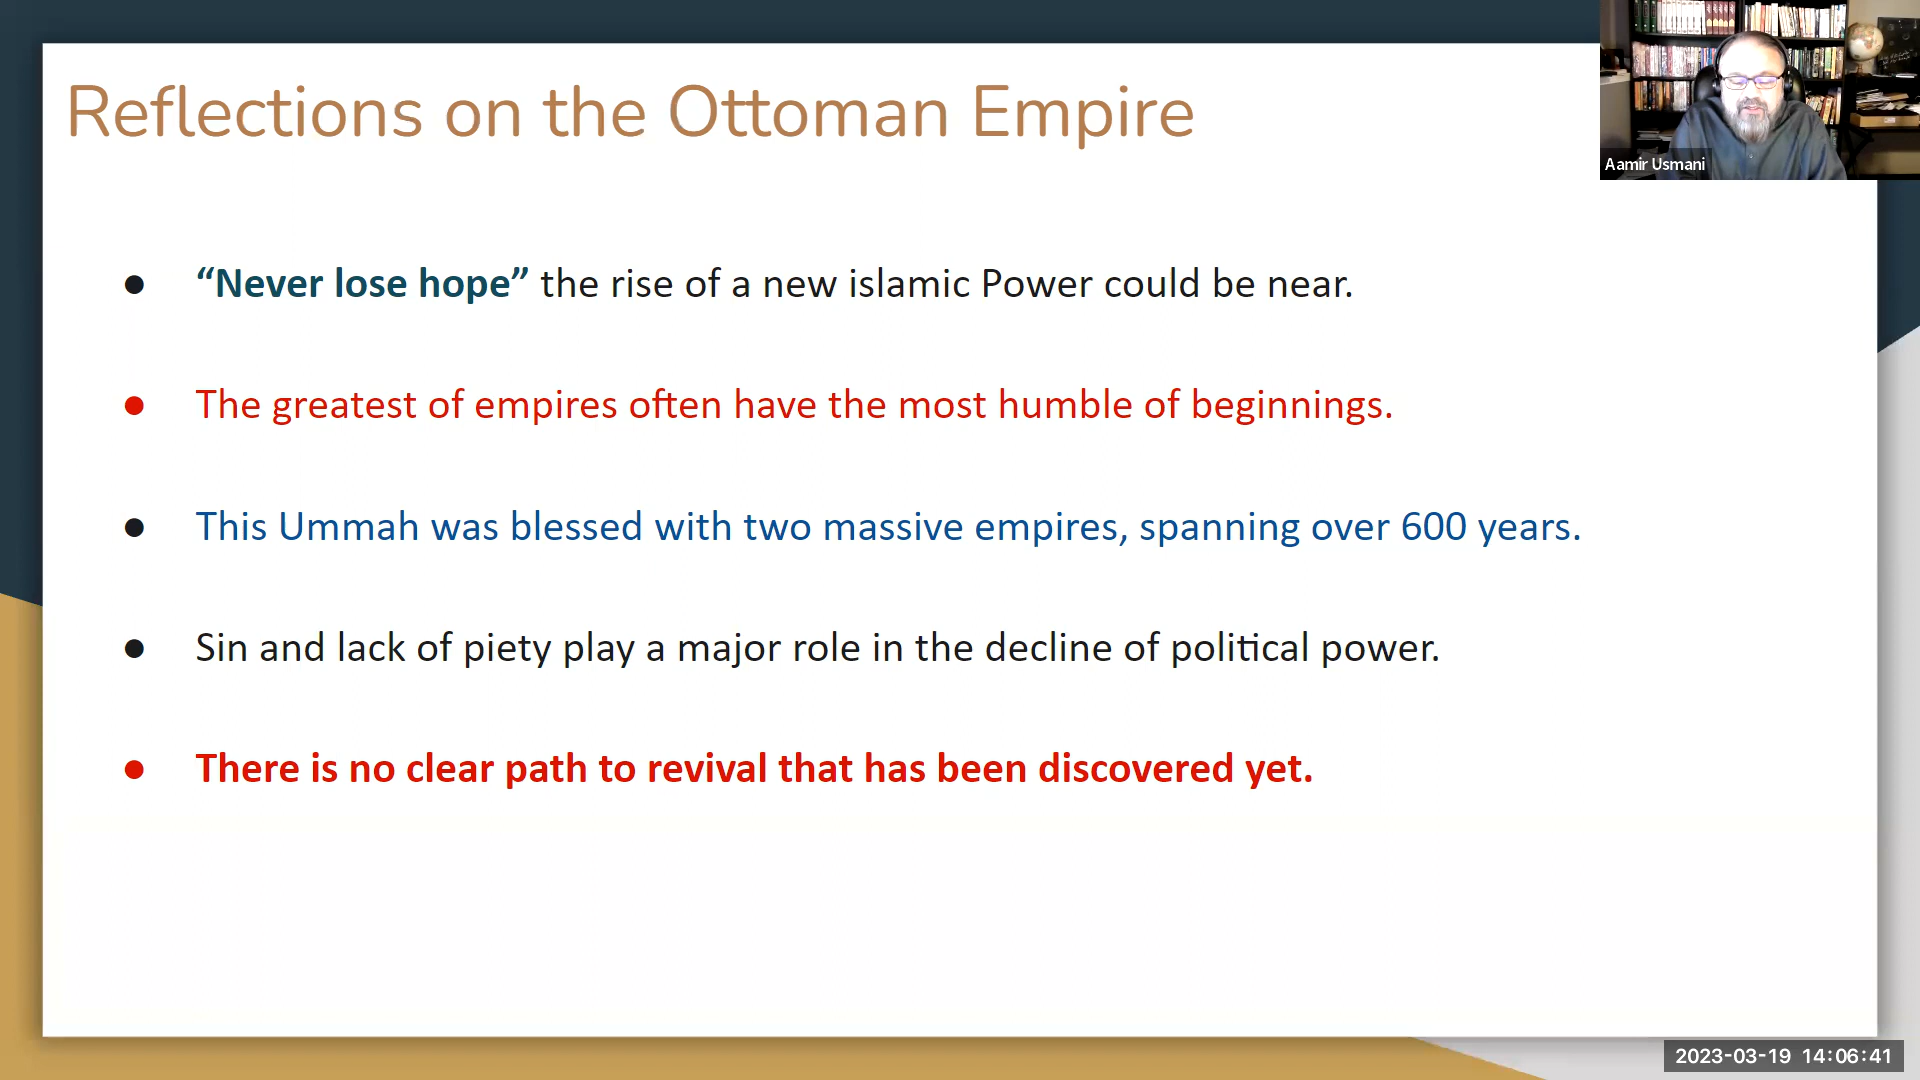 Reflections on the Ottoman Empire
Aamir Usmani
● “Never lose hope” the rise of a new islamic Power could be near.
● The greatest of empires often have the most humble of beginnings.
● This Ummah was blessed with two massive empires, spanning over 600 years.
● Sin and lack of piety play a major role in the decline of political power.
● There is no clear path to revival that has been discovered yet.
2023-03-19 14:06:41